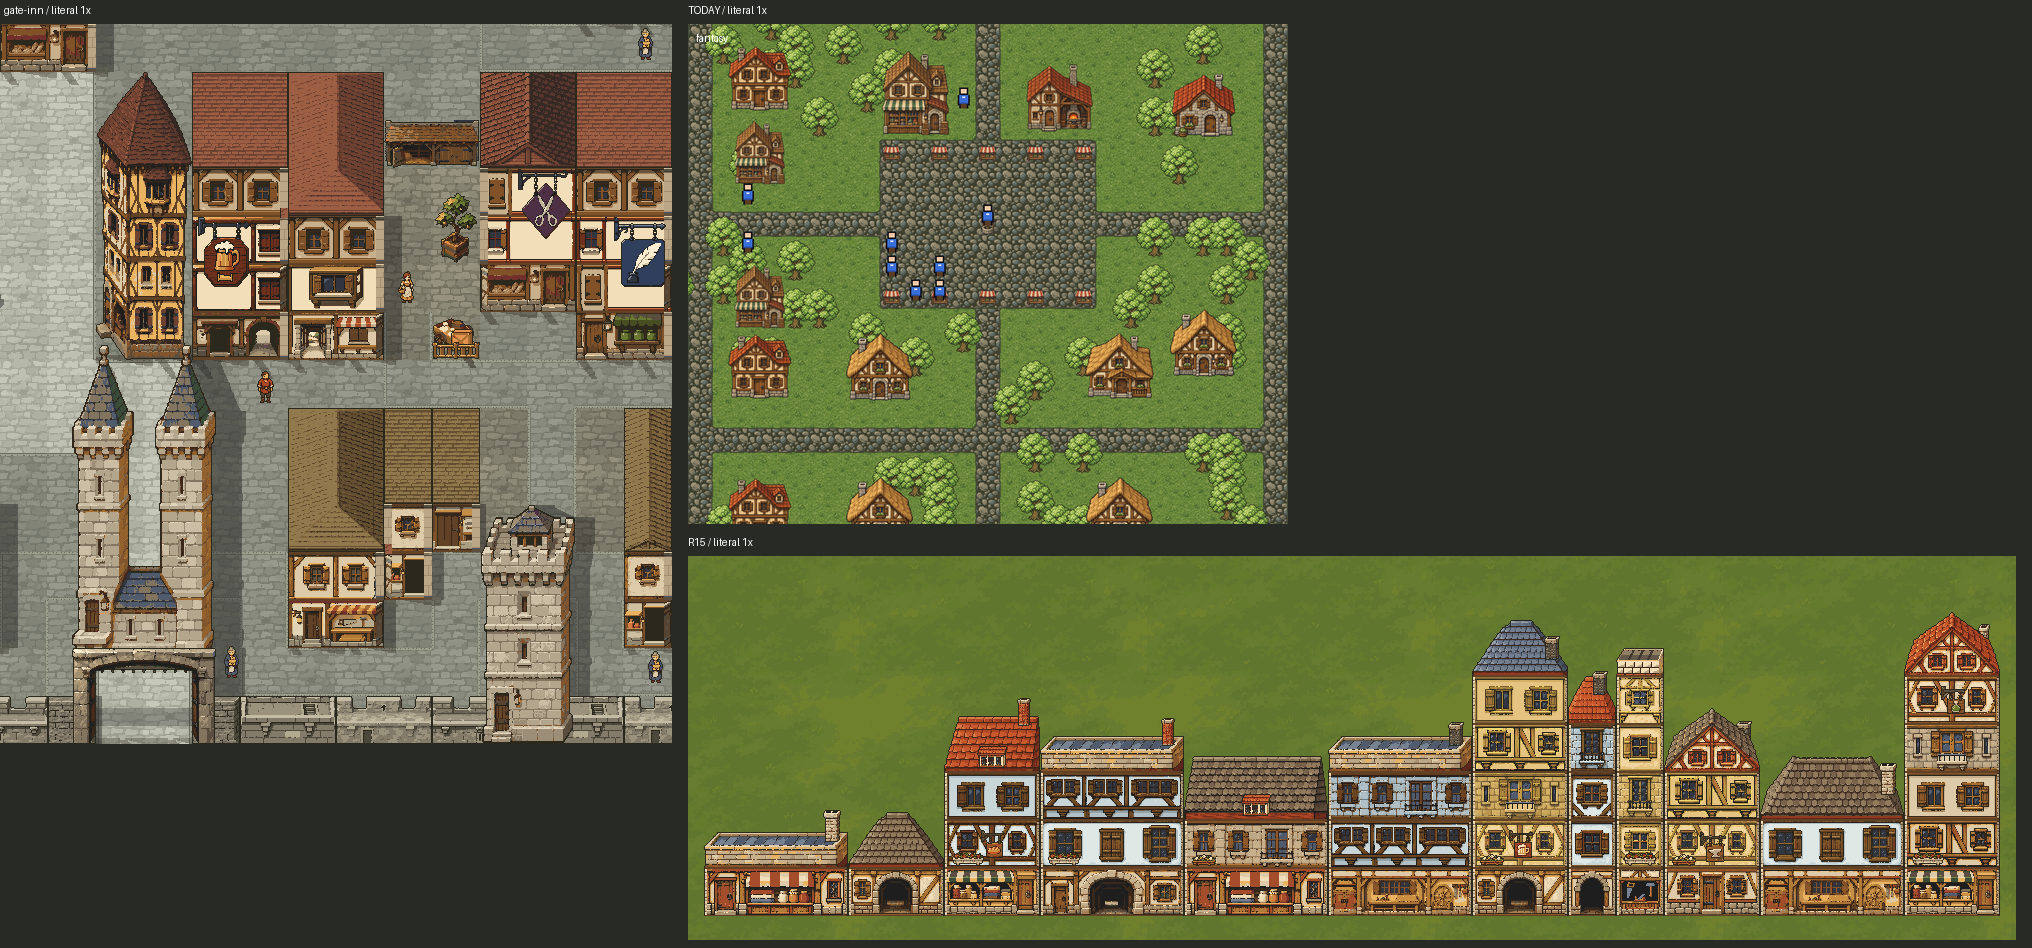 gate-inn / literal 1x
TODAY / literal 1x
fantasy
R15 / literal 1x